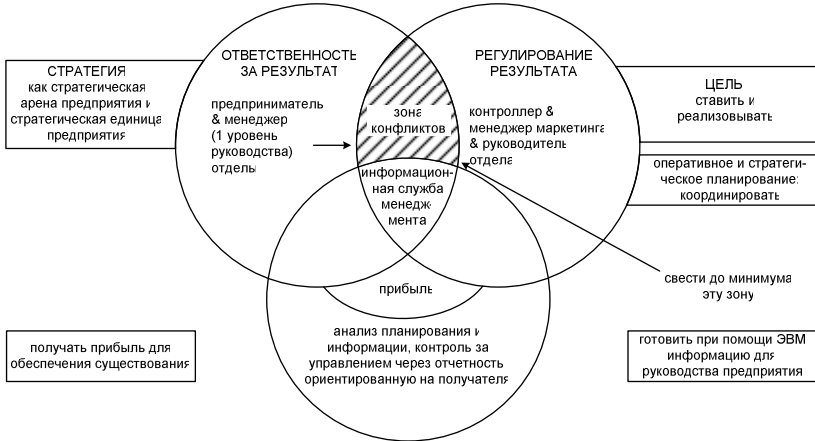 СТРАТЕГИЯ
как стратегическая
арена предприятия и
стратегическая единица
предприятия
ОТВЕТСТВЕННОСТЬ
ЗА РЕЗУЛЬТАТ
предприниматель
& менеджер
(1 уровень
руководства)
отделы
зона
конфликтов
РЕГУЛИРОВАНИЕ
РЕЗУЛЬТАТА
контроллер &
менеджер маркетинга
& руководитель
отдела
ЦЕЛЬ
ставить и
реализовывать
оперативное и стратеги-
ческое планирование:
координировать
информацион-
ная служба
менедж-
мента
свести до минимума
эту зону
прибыль
анализ планирования и
информации, контроль за
управлением через отчетность
ориентированную на получателя
получать прибыль для
обеспечения существования
готовить при помощи ЭВМ
информацию для
руководства предприятия